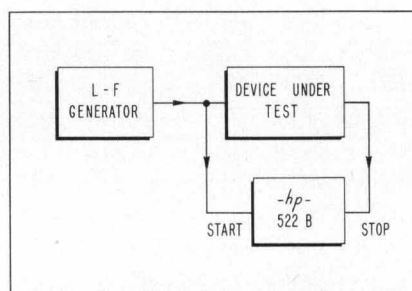 L-F
GENERATOR
DEVICE UNDER
TEST
-hp-
522 B
START
STOP